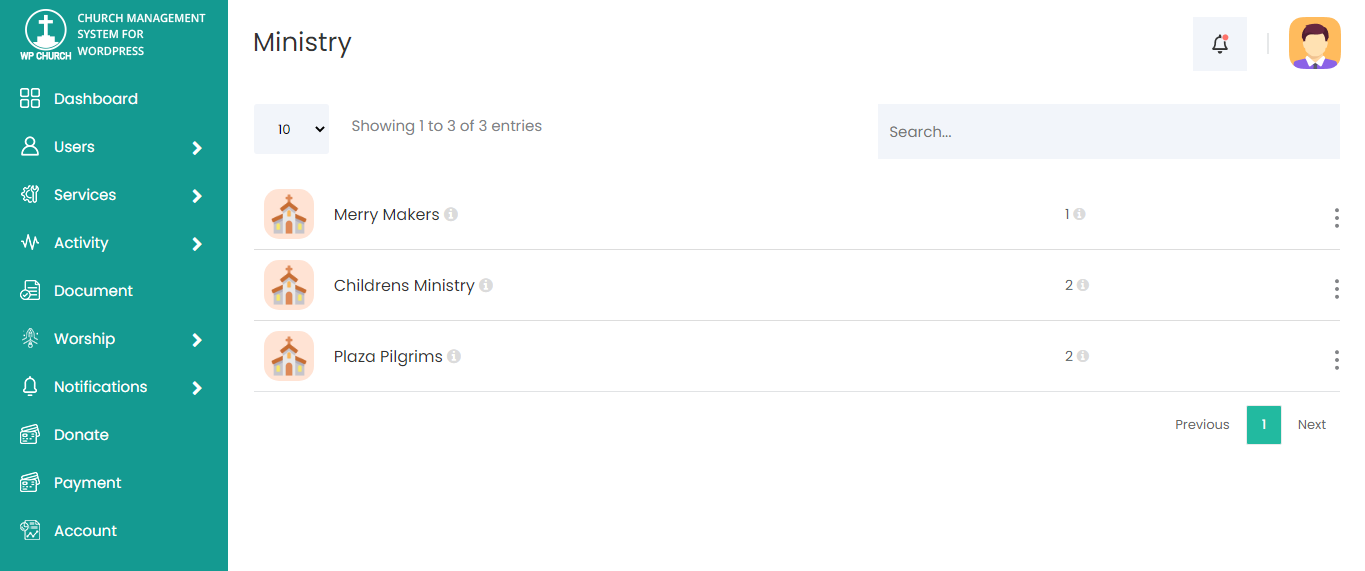 CHURCH MANAGEMENT
SYSTEM FOR
WORDPRESS
WP CHURCH
Dashboard
Users
Services
Activity
Document
Worship
Notifications
Donate
Payment
Account
Ministry
10
Showing 1 to 3 of 3 entries
Search...
Merry Makers
1
Childrens Ministry
2
Plaza Pilgrims
2
Previous 1 Next